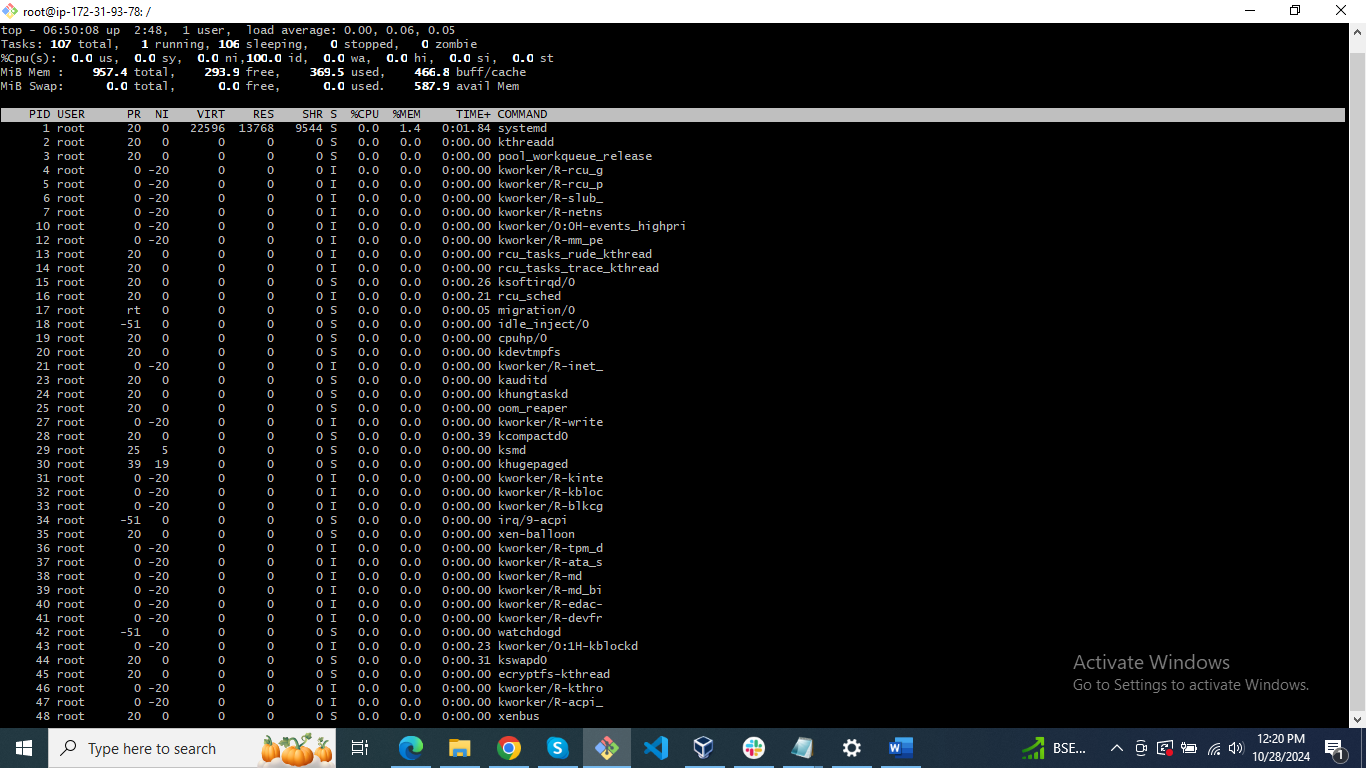 root@ip-172-31-93-78: /
top - 06:50:08 up  2:48,  1 user,  load average: 0.00, 0.06, 0.05
Tasks: 107 total,   1 running, 106 sleeping,   0 stopped,   0 zombie
%Cpu(s):  0.0 us,  0.0 sy,  0.0 ni,100.0 id,  0.0 wa,  0.0 hi,  0.0 si,  0.0 st
MiB Mem :    957.4 total,    293.9 free,    369.5 used,    466.8 buff/cache
MiB Swap:      0.0 total,      0.0 free,      0.0 used.    587.9 avail Mem
PID USER      PR  NI    VIRT    RES    SHR S  %CPU  %MEM     TIME+ COMMAND
1 root      20   0   22596  13768   9544 S   0.0   1.4   0:01.84 systemd
2 root      20   0       0      0      0 S   0.0   0.0   0:00.00 kthreadd
3 root      20   0       0      0      0 S   0.0   0.0   0:00.00 pool_workqueue_release
4 root       0 -20       0      0      0 I   0.0   0.0   0:00.00 kworker/R-rcu_g
5 root       0 -20       0      0      0 I   0.0   0.0   0:00.00 kworker/R-rcu_p
6 root       0 -20       0      0      0 I   0.0   0.0   0:00.00 kworker/R-slub_
7 root       0 -20       0      0      0 I   0.0   0.0   0:00.00 kworker/R-netns
10 root       0 -20       0      0      0 I   0.0   0.0   0:00.00 kworker/0:0H-events_highpri
12 root       0 -20       0      0      0 I   0.0   0.0   0:00.00 kworker/R-mm_pe
13 root      20   0       0      0      0 I   0.0   0.0   0:00.00 rcu_tasks_rude_kthread
14 root      20   0       0      0      0 I   0.0   0.0   0:00.00 rcu_tasks_trace_kthread
15 root      20   0       0      0      0 S   0.0   0.0   0:00.26 ksoftirqd/0
16 root      20   0       0      0      0 I   0.0   0.0   0:00.21 rcu_sched
17 root      rt   0       0      0      0 S   0.0   0.0   0:00.05 migration/0
18 root     -51   0       0      0      0 S   0.0   0.0   0:00.00 idle_inject/0
19 root      20   0       0      0      0 S   0.0   0.0   0:00.00 cpuhp/0
20 root      20   0       0      0      0 S   0.0   0.0   0:00.00 kdevtmpfs
21 root       0 -20       0      0      0 I   0.0   0.0   0:00.00 kworker/R-inet_
23 root      20   0       0      0      0 S   0.0   0.0   0:00.00 kauditd
24 root      20   0       0      0      0 S   0.0   0.0   0:00.00 khungtaskd
25 root      20   0       0      0      0 S   0.0   0.0   0:00.00 oom_reaper
27 root       0 -20       0      0      0 I   0.0   0.0   0:00.00 kworker/R-write
28 root      20   0       0      0      0 S   0.0   0.0   0:00.39 kcompactd0
29 root      25   5       0      0      0 S   0.0   0.0   0:00.00 ksmd
30 root      39  19       0      0      0 S   0.0   0.0   0:00.00 khugepaged
31 root       0 -20       0      0      0 I   0.0   0.0   0:00.00 kworker/R-kinte
32 root       0 -20       0      0      0 I   0.0   0.0   0:00.00 kworker/R-kbloc
33 root       0 -20       0      0      0 I   0.0   0.0   0:00.00 kworker/R-blkcg
34 root     -51   0       0      0      0 S   0.0   0.0   0:00.00 irq/9-acpi
35 root      20   0       0      0      0 S   0.0   0.0   0:00.00 xen-balloon
36 root       0 -20       0      0      0 I   0.0   0.0   0:00.00 kworker/R-tpm_d
37 root       0 -20       0      0      0 I   0.0   0.0   0:00.00 kworker/R-ata_s
38 root       0 -20       0      0      0 I   0.0   0.0   0:00.00 kworker/R-md
39 root       0 -20       0      0      0 I   0.0   0.0   0:00.00 kworker/R-md_bi
40 root       0 -20       0      0      0 I   0.0   0.0   0:00.00 kworker/R-edac-
41 root       0 -20       0      0      0 I   0.0   0.0   0:00.00 kworker/R-devfr
42 root     -51   0       0      0      0 S   0.0   0.0   0:00.00 watchdogd
43 root       0 -20       0      0      0 I   0.0   0.0   0:00.23 kworker/0:1H-kblockd
44 root      20   0       0      0      0 S   0.0   0.0   0:00.31 kswapd0
45 root      20   0       0      0      0 S   0.0   0.0   0:00.00 ecryptfs-kthread
46 root       0 -20       0      0      0 I   0.0   0.0   0:00.00 kworker/R-kthro
47 root       0 -20       0      0      0 I   0.0   0.0   0:00.00 kworker/R-acpi_
48 root      20   0       0      0      0 S   0.0   0.0   0:00.00 xenbus
Activate Windows
Go to Settings to activate Windows.
Type here to search
BSE...
12:20 PM
10/28/2024
1